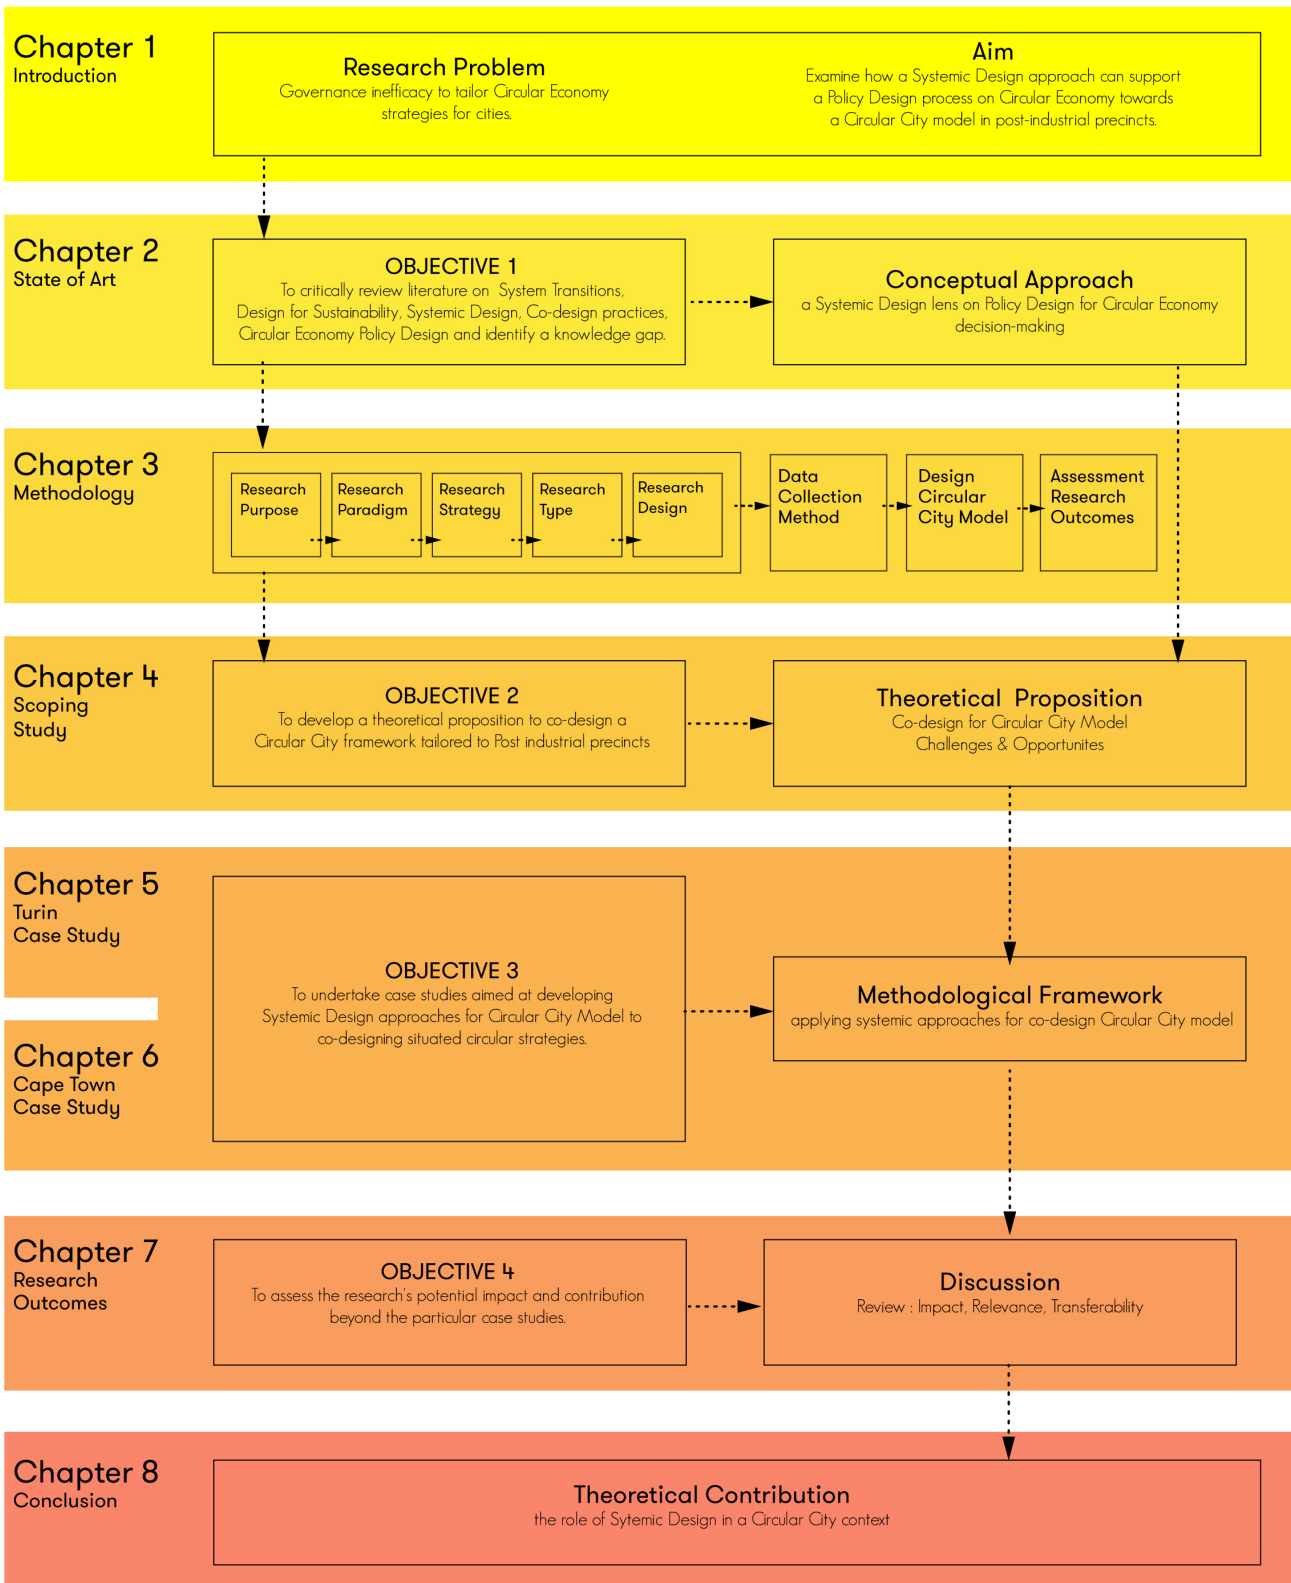 Chapter 1
Introduction
Research Problem
Governance inefficacy to tailor Circular Economy
strategies for cities.
Aim
Examine how a Systemic Design approach can support
a Policy Design process on Circular Economy towards
a Circular City model in post-industrial precincts.
Chapter 2
State of Art
OBJECTIVE 1
To critically review literature on System Transitions,
Design for Sustainability, Systemic Design, Co-design practices,
Circular Economy Policy Design and identify a knowledge gap.
Conceptual Approach
a Systemic Design lens on Policy Design for Circular Economy
decision-making
Chapter 3
Methodology
Research
Purpose
Research
Paradigm
Research
Strategy
Research
Type
Research
Design
Data
Collection
Method
Design
Circular
City Model
Assessment
Research
Outcomes
Chapter 4
Scoping
Study
OBJECTIVE 2
To develop a theoretical proposition to co-design a
Circular City framework tailored to Post industrial precincts
Theoretical Proposition
Co-design for Circular City Model
Challenges & Opportunites
Chapter 5
Turin
Case Study
Chapter 6
Cape Town
Case Study
OBJECTIVE 3
To undertake case studies aimed at developing
Systemic Design approaches for Circular City Model to
co-designing situated circular strategies.
Methodological Framework
applying systemic approaches for co-design Circular City model
Chapter 7
Research
Outcomes
OBJECTIVE 4
To assess the research's potential impact and contribution
beyond the particular case studies.
Discussion
Review : Impact, Relevance, Transferability
Chapter 8
Conclusion
Theoretical Contribution
the role of Sytemic Design in a Circular City context